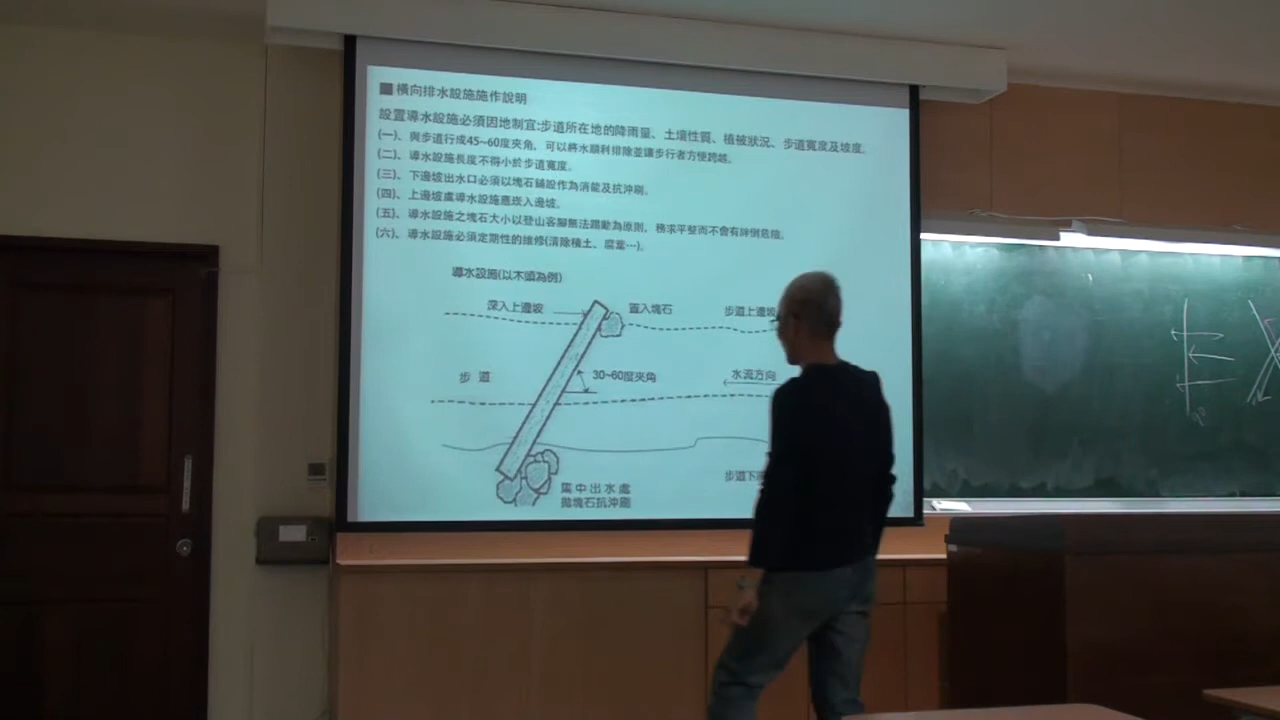 ■橫向排水設施施作說明
設置導水設施必須因地制宜:步道所在地的降雨量、土壤性質、植被狀況、步道寬度及坡度。
(一)、與步道行成45~60度夾角，可以將水順利排除並讓步行者方便跨越。
(二)、導水設施長度不得小於步道寬度。
(三)、下邊坡出水口必須以塊石鋪設作為消能及抗沖刷。
(四)、上邊坡處導水設施應崁入邊坡。
(五)、導水設施之塊石大小以登山客腳無法踢動為原則，務求平整而不會有絆倒危險。
(六)、導水設施必須定期性的維修(清除積土、腐葉…)。
導水設施(以木頭為例)
深入上邊坡
置入塊石
步道上邊坡
步 道
30~60度夾角
水流方向
步道下
集中出水處
拋塊石抗沖刷